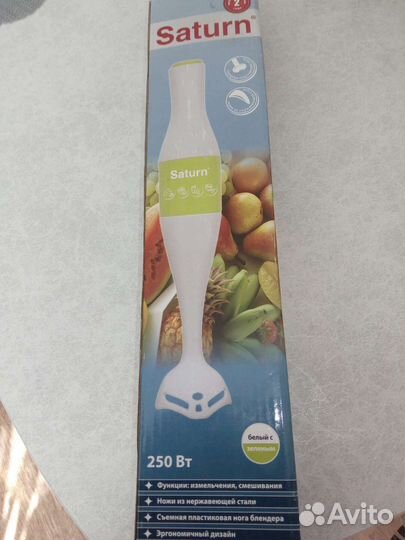 2
Saturn®
Saturn®
белый с
зеленым
250 Вт
Функции: измельчения, смешивания
Ножи из нержавеющей стали
Съемная пластиковая нога блендера
Эргономичный дизайн
Avito